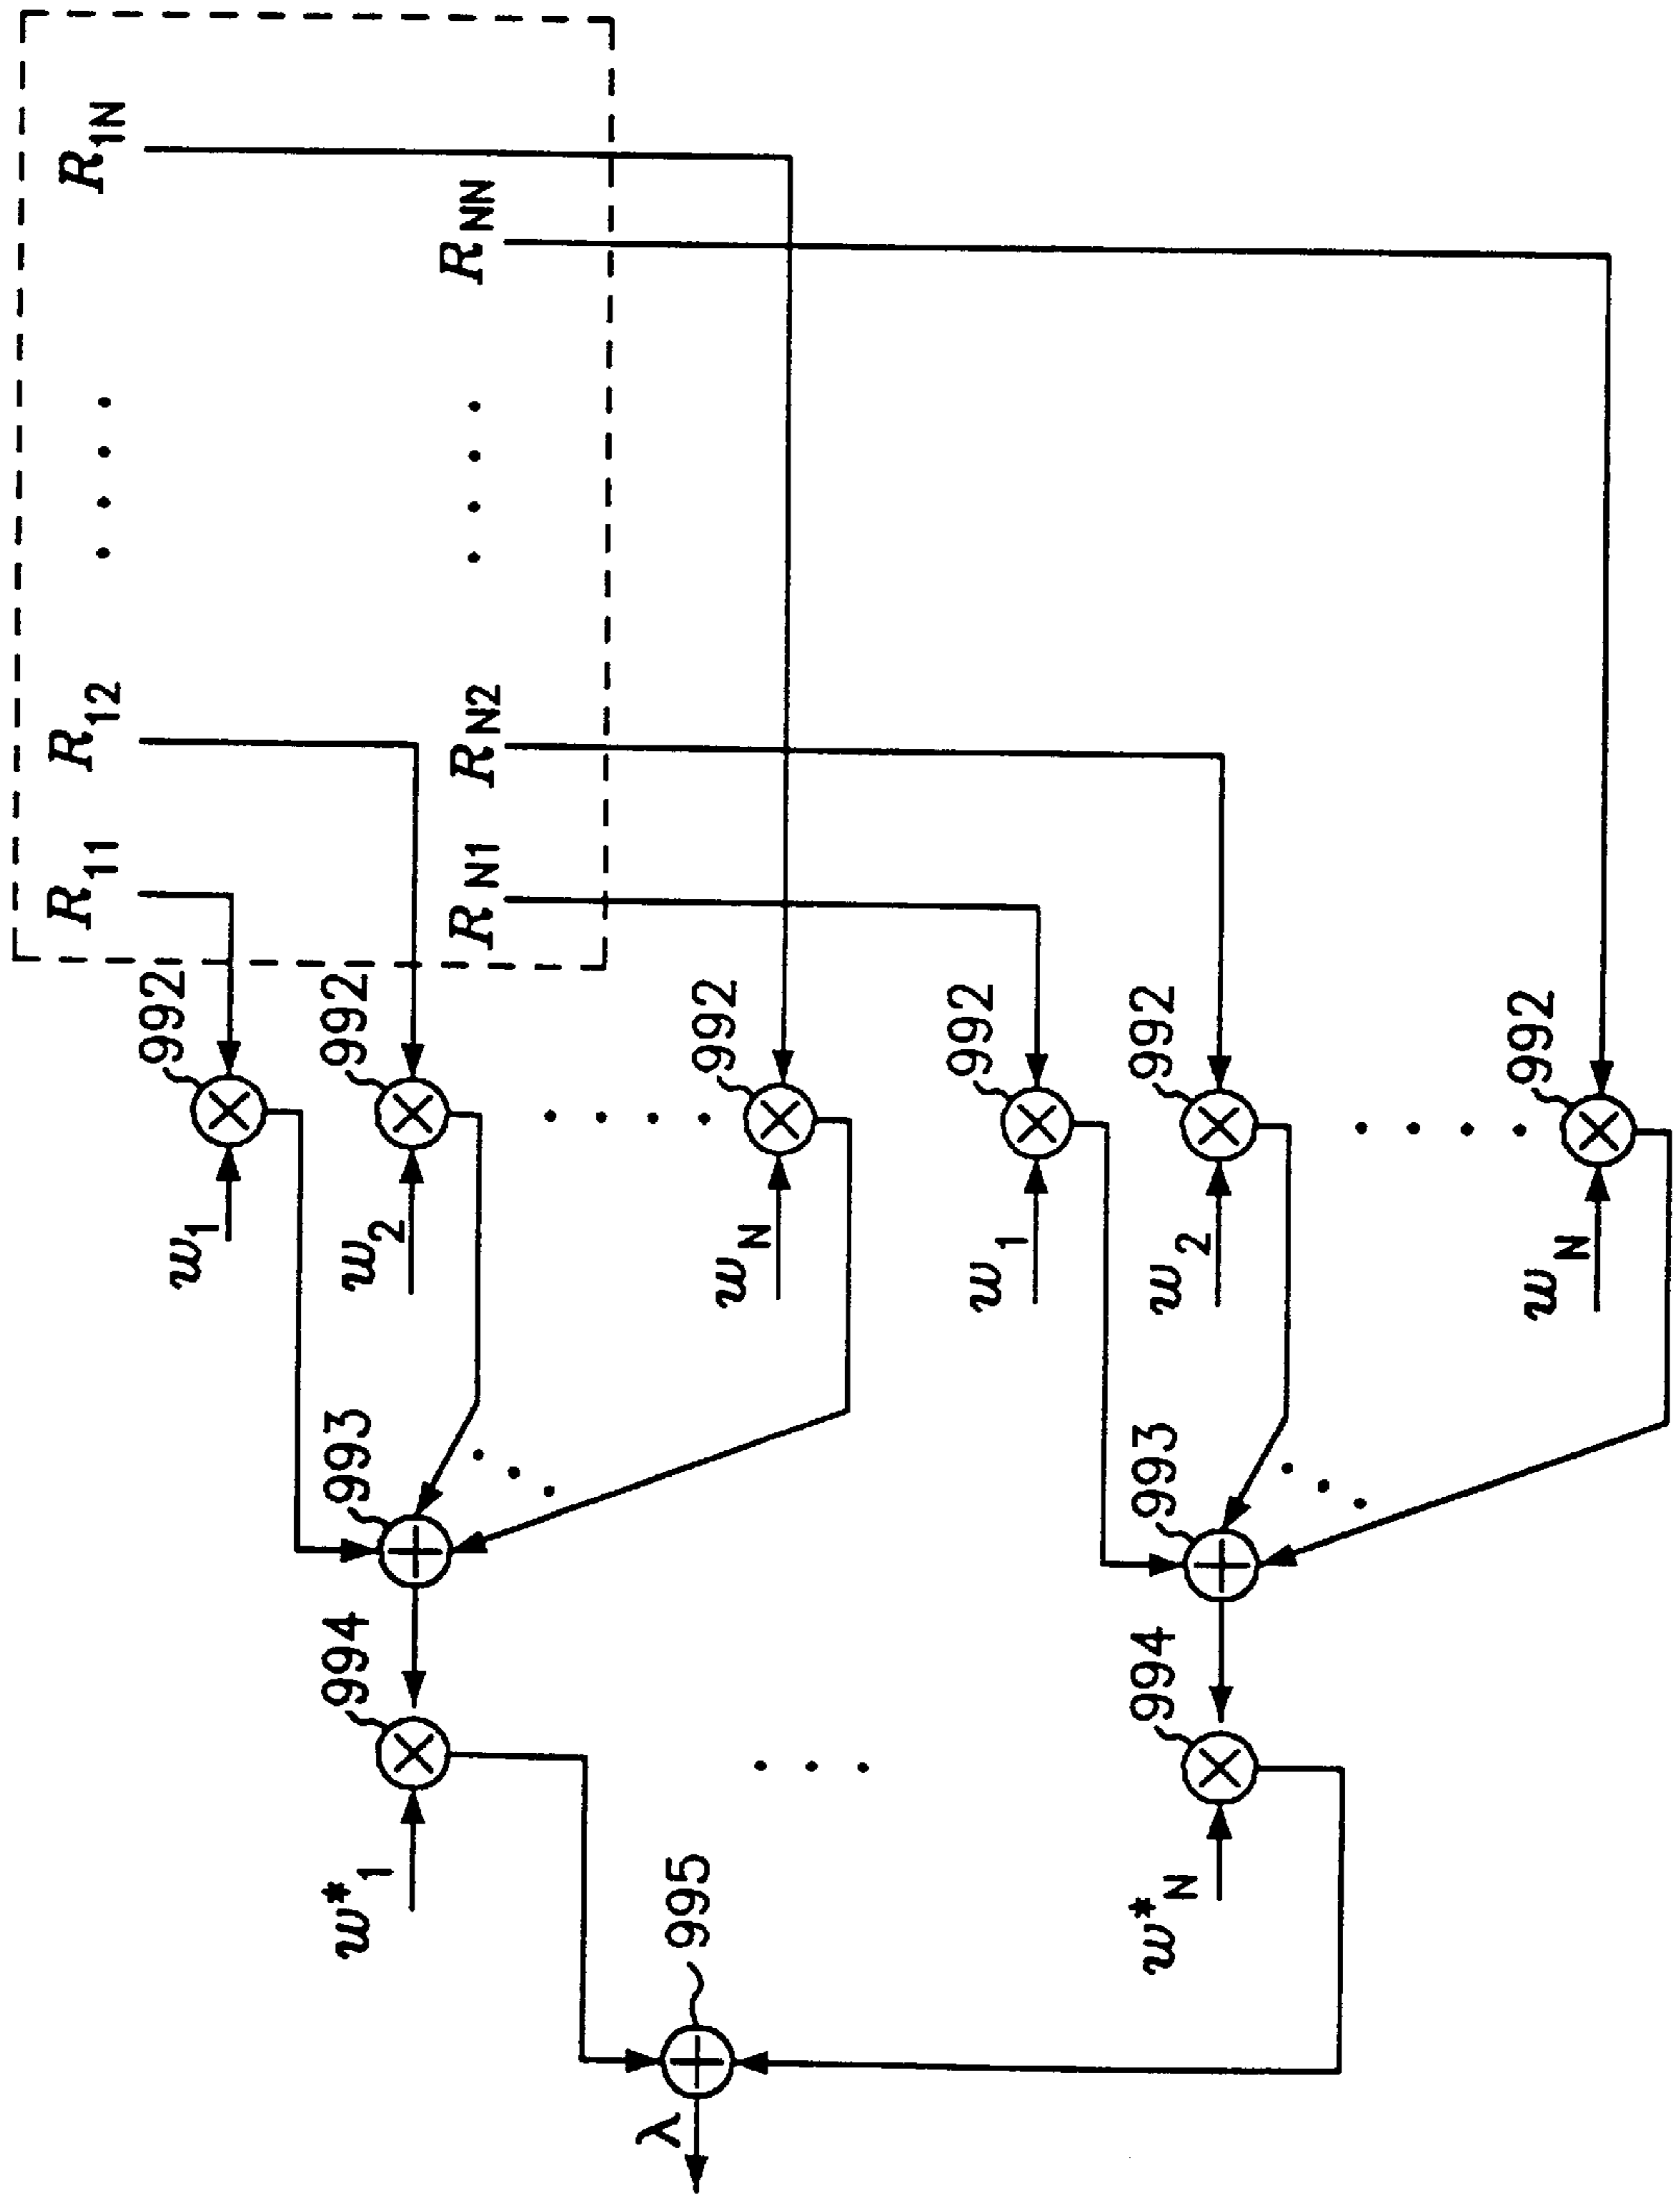 R11 R12 . . . . R1N
992
w1
994 993 992
w*1 w2
RN1 RN2 . . . . RNN
λ 995 992
wN
992
w1
994 993 992
w*N w2
992
wN